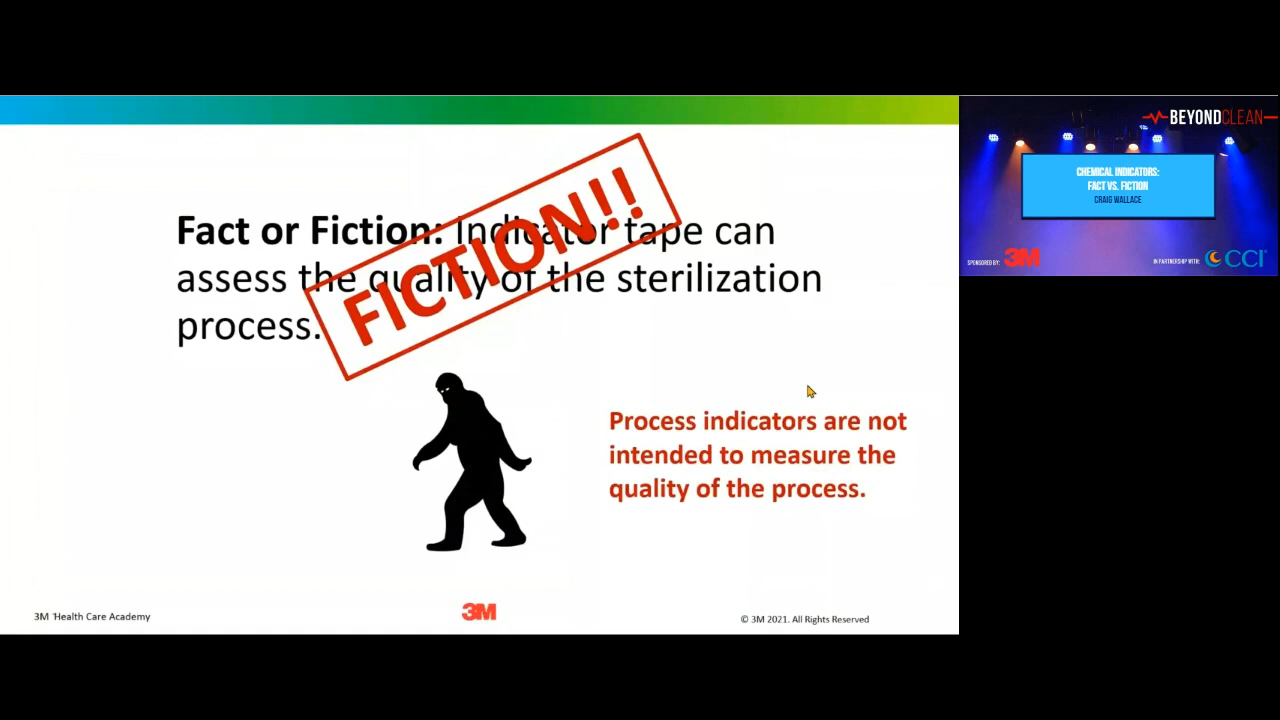 Fact or Fiction: Indicator tape can
assess the quality of the sterilization
process.
FICTION!!
Process indicators are not
intended to measure the
quality of the process.
3M Health Care Academy
3M
© 3M 2021. All Rights Reserved
BEYONDCLEAN
CHEMICAL INDICATORS:
FACT VS. FICTION
CRAIG WALLACE
SPONSORED BY: 3M
IN PARTNERSHIP WITH: CCI